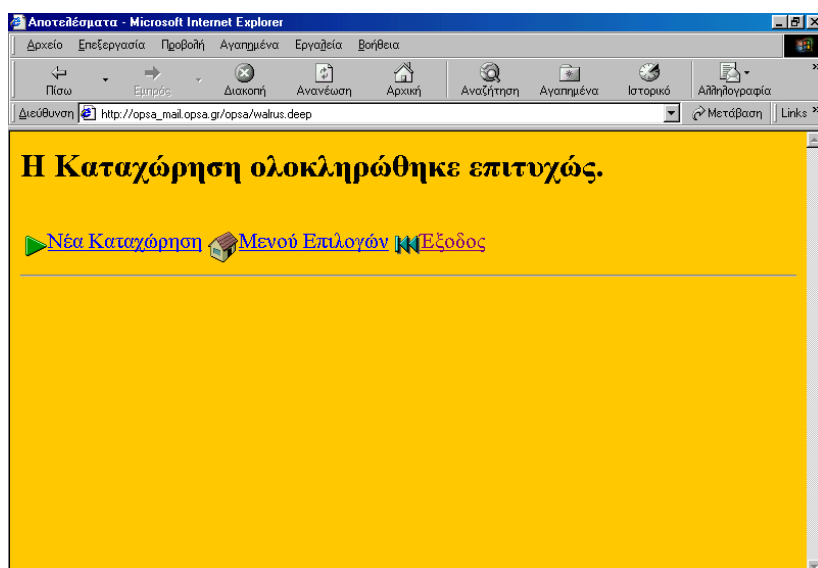 Αποτελέσματα - Microsoft Internet Explorer
Αρχείο Επεξεργασία Προβολή Αγαπημένα Εργαλεία Βοήθεια
Πίσω Εμπρός Διακοπή Ανανέωση Αρχική Αναζήτηση Αγαπημένα Ιστορικό Αλληλογραφία »
Διεύθυνση http://opsa_mail.opsa.gr/opsa/walrus.deep Μετάβαση Links »
Η Καταχώρηση ολοκληρώθηκε επιτυχώς.
Νέα Καταχώρηση Μενού Επιλογών Έξοδος